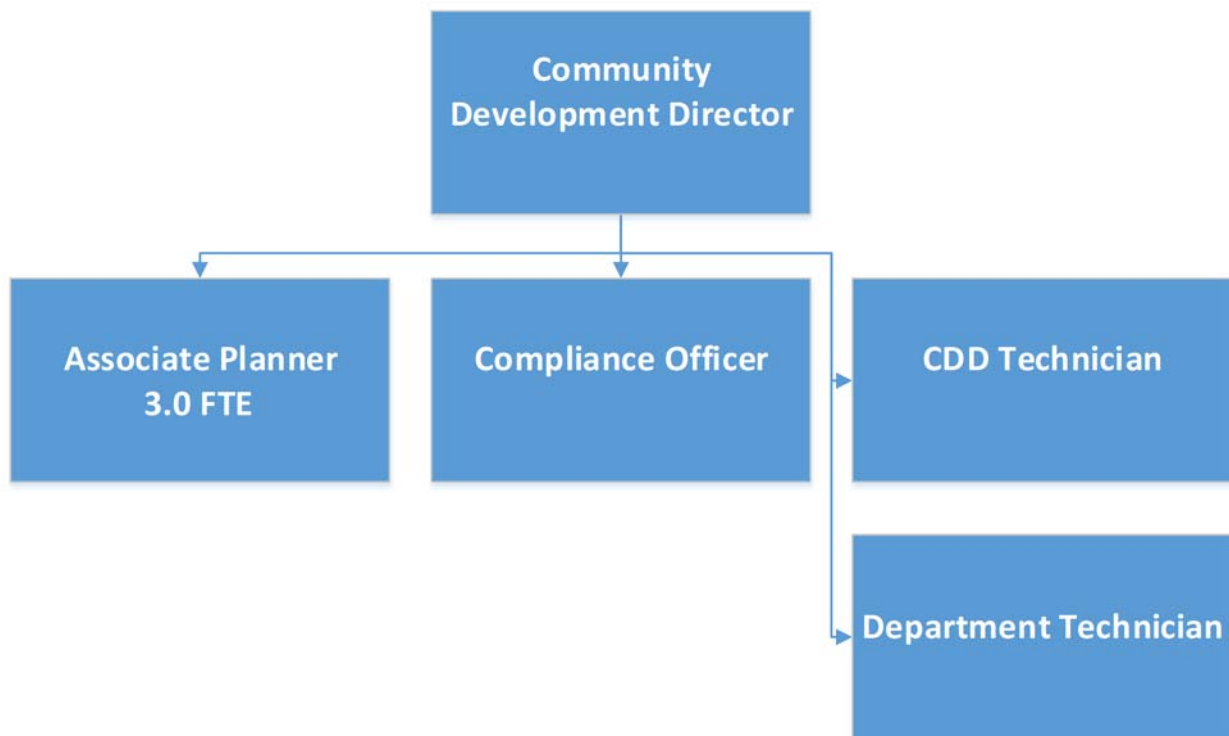 Community
Development Director
Associate Planner
3.0 FTE
Compliance Officer
CDD Technician
Department Technician